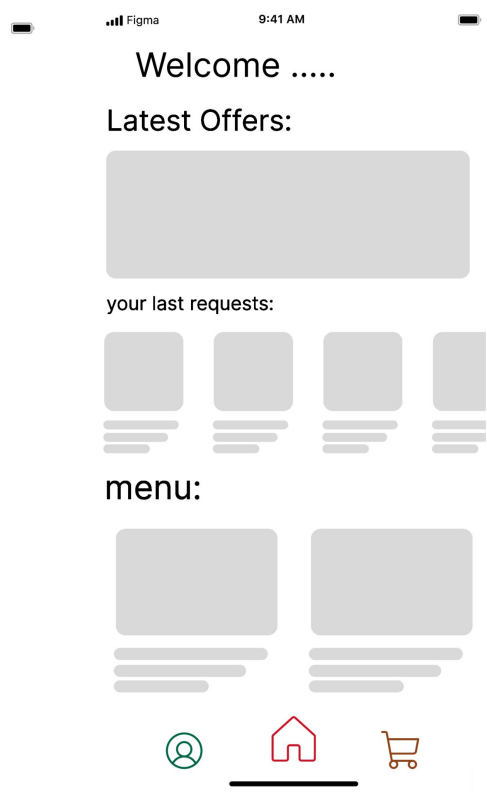 Figma 9:41 AM
Welcome .....
Latest Offers:
your last requests:
menu: